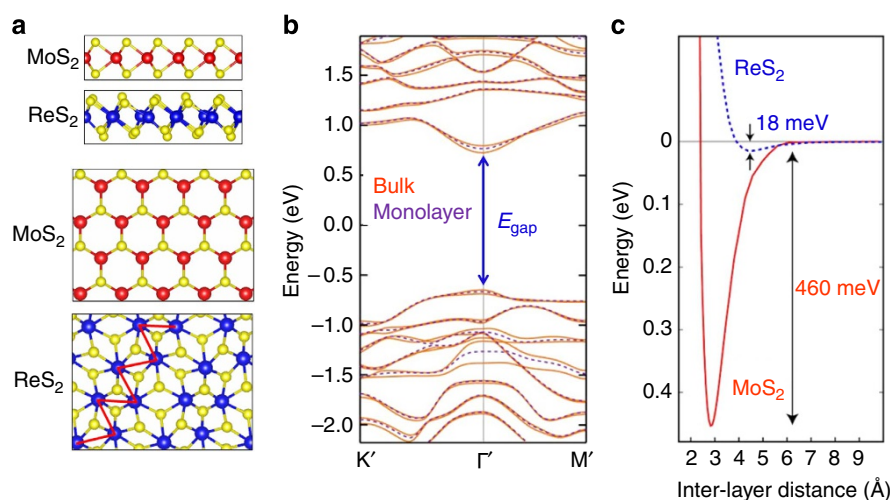 a
MoS₂
ReS₂
MoS₂
ReS₂
b
Energy (eV)
1.5
1.0
0.5
0.0
−0.5
−1.0
−1.5
−2.0
Bulk
Monolayer
E_gap
K′
Γ′
M′
c
Energy (eV)
0
0.1
0.2
0.3
0.4
ReS₂
18 meV
460 meV
MoS₂
2 3 4 5 6 7 8 9
Inter-layer distance (Å)